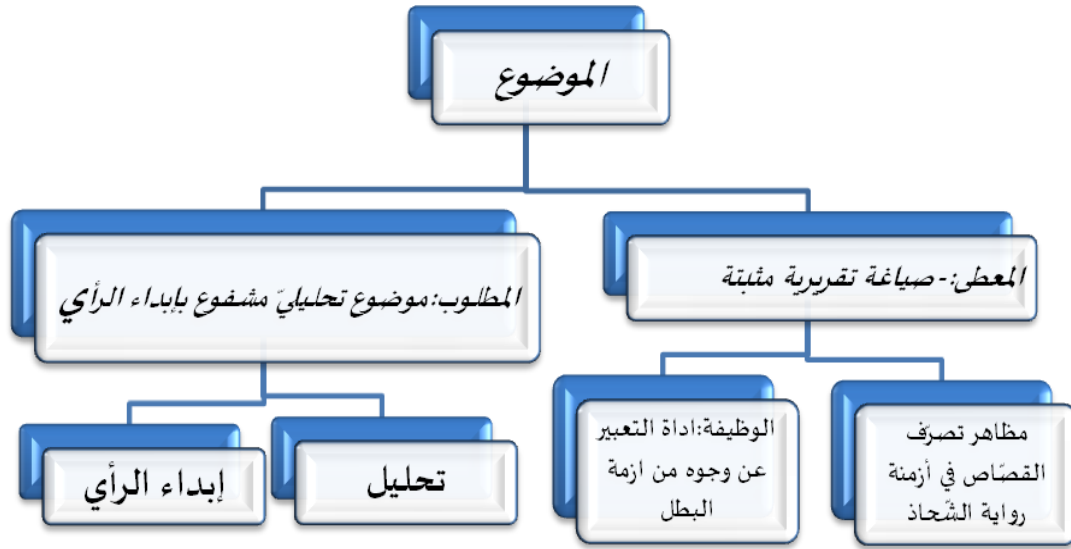 الموضوع
المعطى:-صياغة تقريرية مثبتة
المطلوب:موضوع تحليليّ مشفوع بإبداء الرأي
مظاهر تصرّف
القصّاص في أزمنة
رواية الشّحاذ
الوظيفة:اداة التعبير
عن وجوه من ازمة
البطل
تحليل
إبداء الرأي